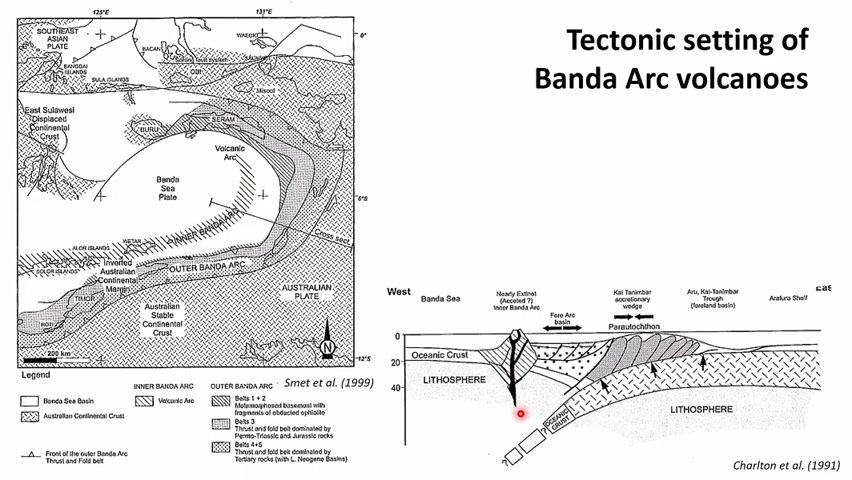 Tectonic setting of
Banda Arc volcanoes
125°E
131°E
0°
SOUTHEAST
ASIAN
PLATE
BACAN
WAEGIO
BANGGAI
ISLANDS
SULA ISLANDS
OBI
Misool
East Sulawesi
Displaced
Continental
Crust
BURU
SERAM
Volcanic
Arc
Banda
Sea
Plate
6°S
INNER BANDA ARC
Cross sect.
ALOR ISLANDS
WETAR
SOLOR ISLANDS
Inverted
Australian
Continental
Margin
OUTER BANDA ARC
TIMOR
AUSTRALIAN
PLATE
Australian
Stable
Continental
Crust
ROTI
200 km
N
12°S
Legend
Smet et al. (1999)
INNER BANDA ARC
OUTER BANDA ARC
Banda Sea Basin
Volcanic Arc
Belts 1 + 2
Metamorphosed basement with
fragments of obducted ophiolite
Australian Continental Crust
Belts 3
Thrust and fold belt dominated by
Permo-Triassic and Jurassic rocks
Belts 4+5
Thrust and fold belt dominated by
Tertiary rocks (with L. Neogene Basins)
Front of the outer Banda Arc
Thrust and Fold belt
West
Banda Sea
Nearly Extinct
(Accreted ?)
Inner Banda Arc
Fore Arc
basin
Kai Tanimbar
accretionary
wedge
Parautochthon
Aru, Kai-Tanimbar
Trough
(foreland basin)
Arafura Shelf
0
20
40
Oceanic Crust
LITHOSPHERE
OCEANIC
CRUST
LITHOSPHERE
?
Charlton et al. (1991)